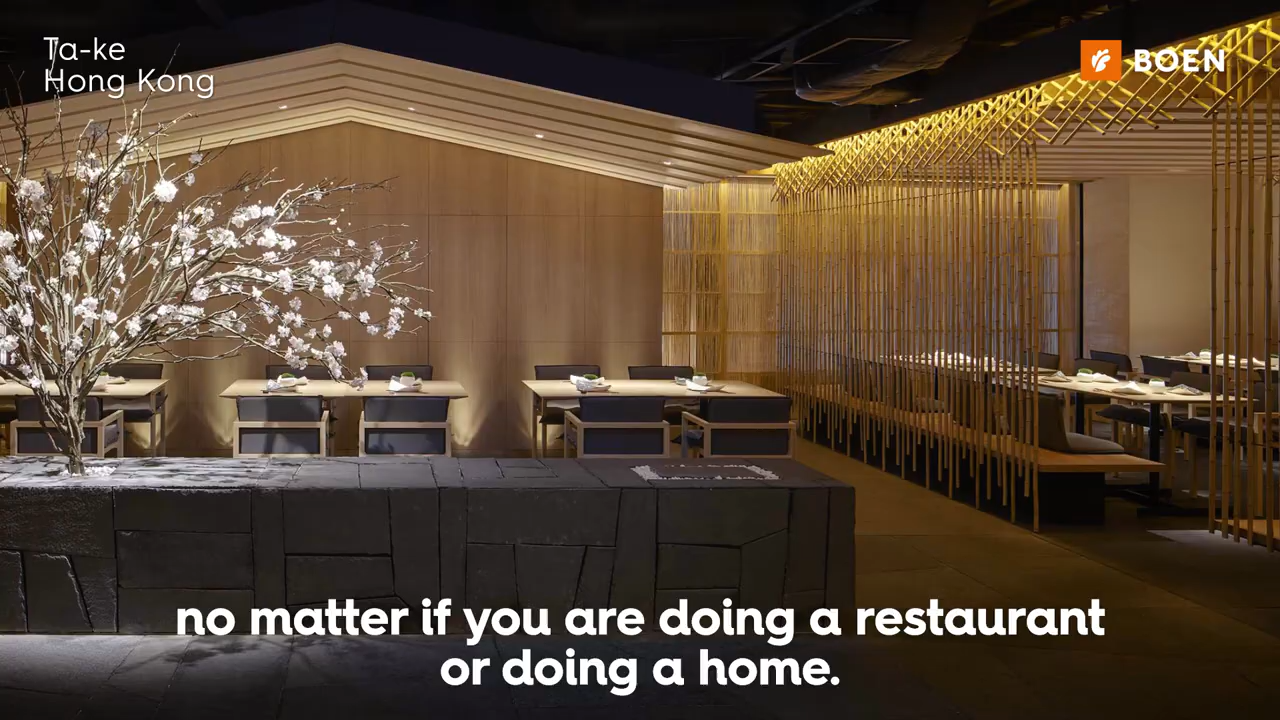 Ta-ke
Hong Kong
BOEN
no matter if you are doing a restaurant
or doing a home.